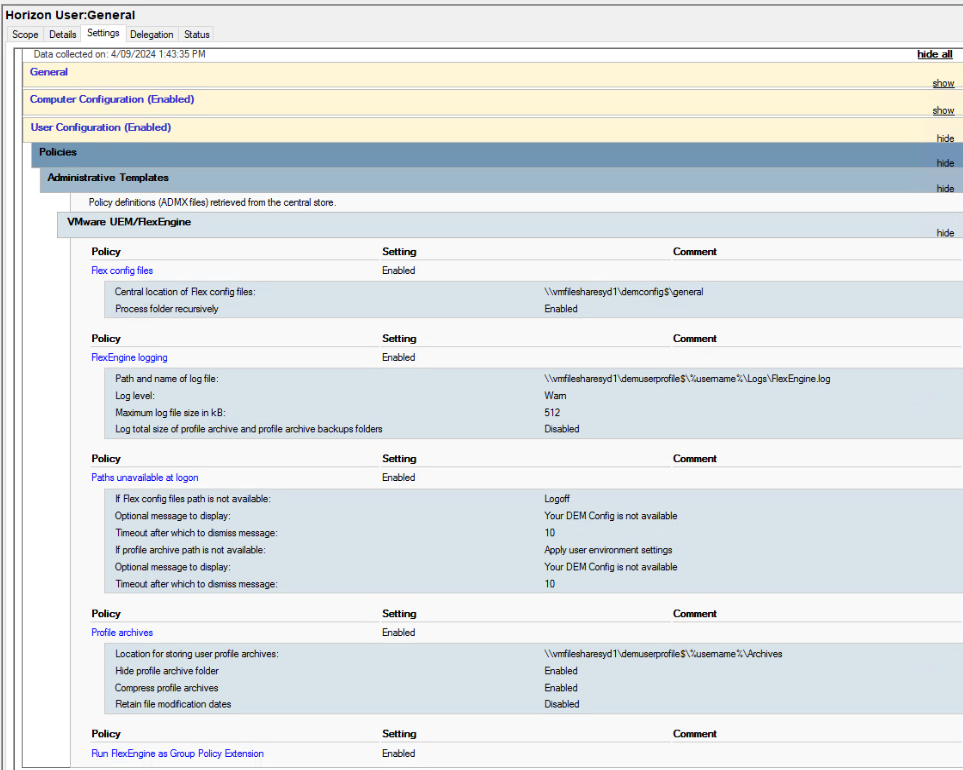 Horizon User:General
Scope Details Settings Delegation Status
Data collected on: 4/09/2024 1:43:35 PM hide all
General
show
Computer Configuration (Enabled)
show
User Configuration (Enabled)
hide
Policies
hide
Administrative Templates
hide
Policy definitions (ADMX files) retrieved from the central store.
VMware UEM/FlexEngine
hide
Policy Setting Comment
Flex config files Enabled
Central location of Flex config files: \\vmfilesharesyd1\demconfig$\general
Process folder recursively Enabled
Policy Setting Comment
FlexEngine logging Enabled
Path and name of log file: \\vmfilesharesyd1\demuserprofile$\%username%\Logs\FlexEngine.log
Log level: Warn
Maximum log file size in kB: 512
Log total size of profile archive and profile archive backups folders Disabled
Policy Setting Comment
Paths unavailable at logon Enabled
If Flex config files path is not available: Logoff
Optional message to display: Your DEM Config is not available
Timeout after which to dismiss message: 10
If profile archive path is not available: Apply user environment settings
Optional message to display: Your DEM Config is not available
Timeout after which to dismiss message: 10
Policy Setting Comment
Profile archives Enabled
Location for storing user profile archives: \\vmfilesharesyd1\demuserprofile$\%username%\Archives
Hide profile archive folder Enabled
Compress profile archives Enabled
Retain file modification dates Disabled
Policy Setting Comment
Run FlexEngine as Group Policy Extension Enabled